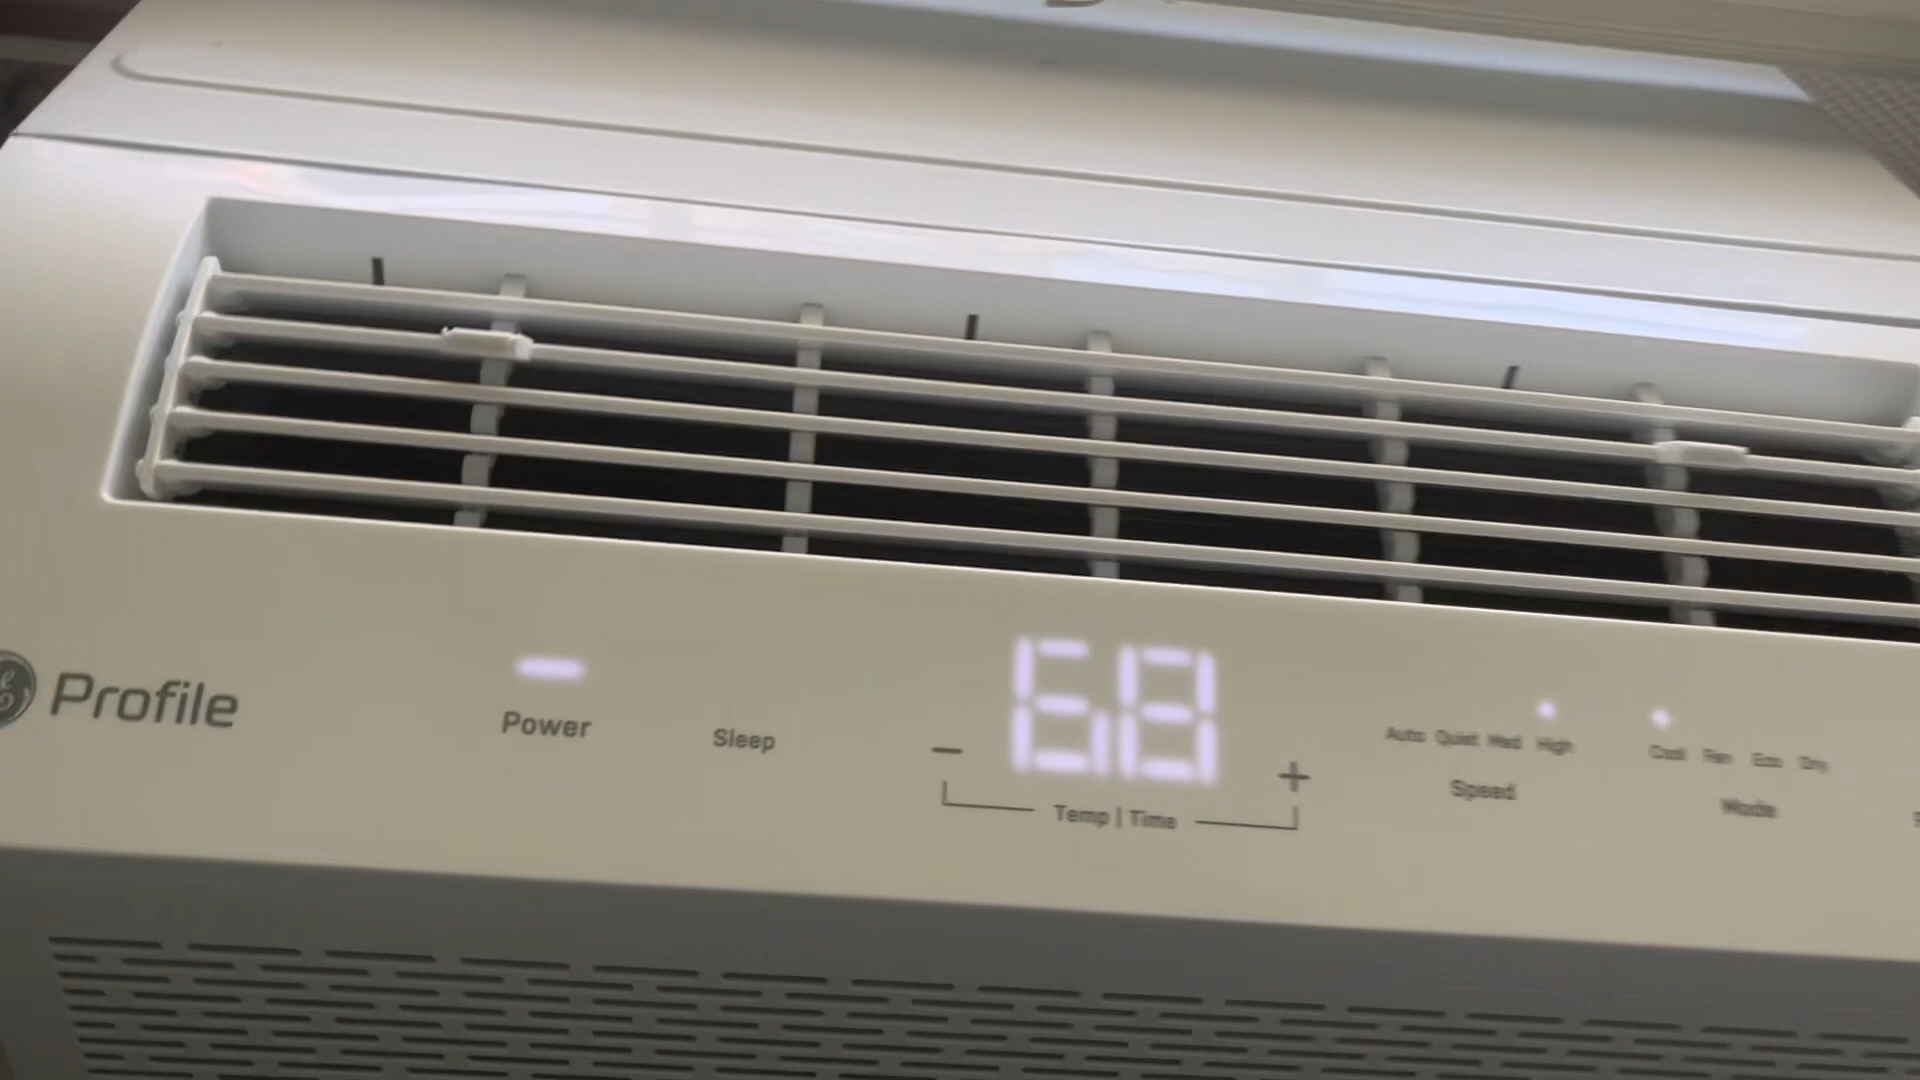 Profile
Power
Sleep
68
- +
Temp | Time
Auto Quiet Med High
Speed
Cool Fan Eco Dry
Mode